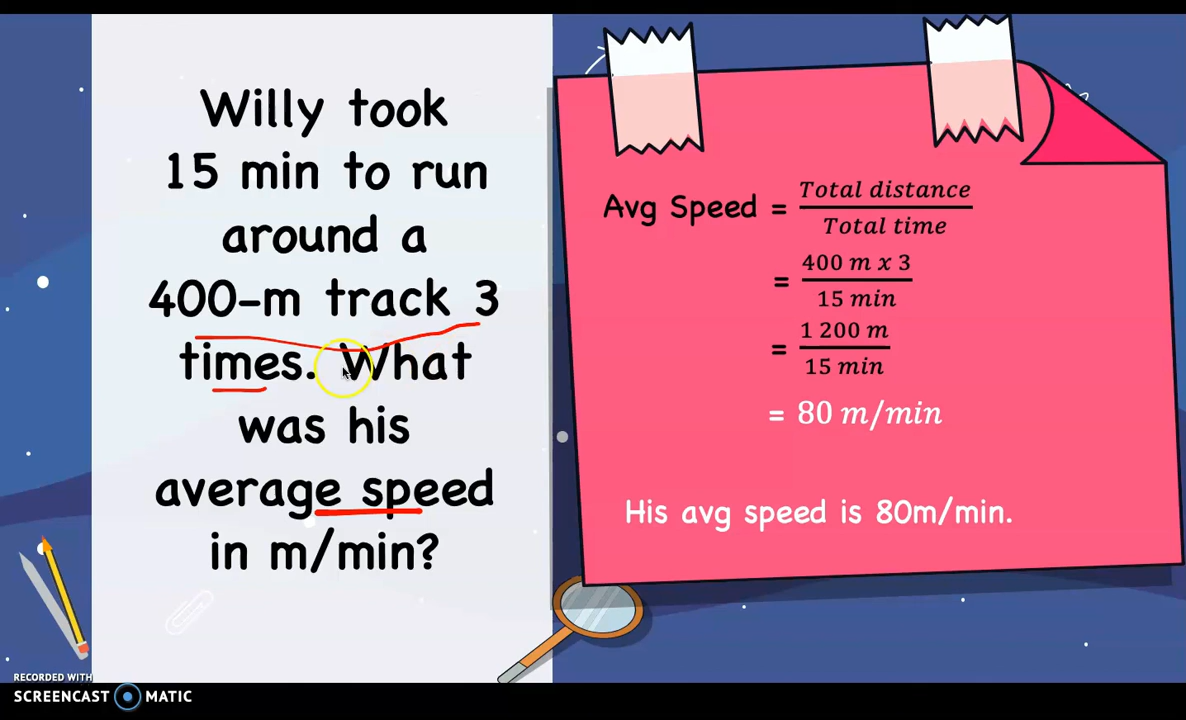 Willy took
15 min to run
around a
400-m track 3
times. What
was his
average speed
in m/min?
Avg Speed = Total distance
Total time
= 400 m x 3
15 min
= 1 200 m
15 min
= 80 m/min
His avg speed is 80m/min.
RECORDED WITH
SCREENCAST MATIC